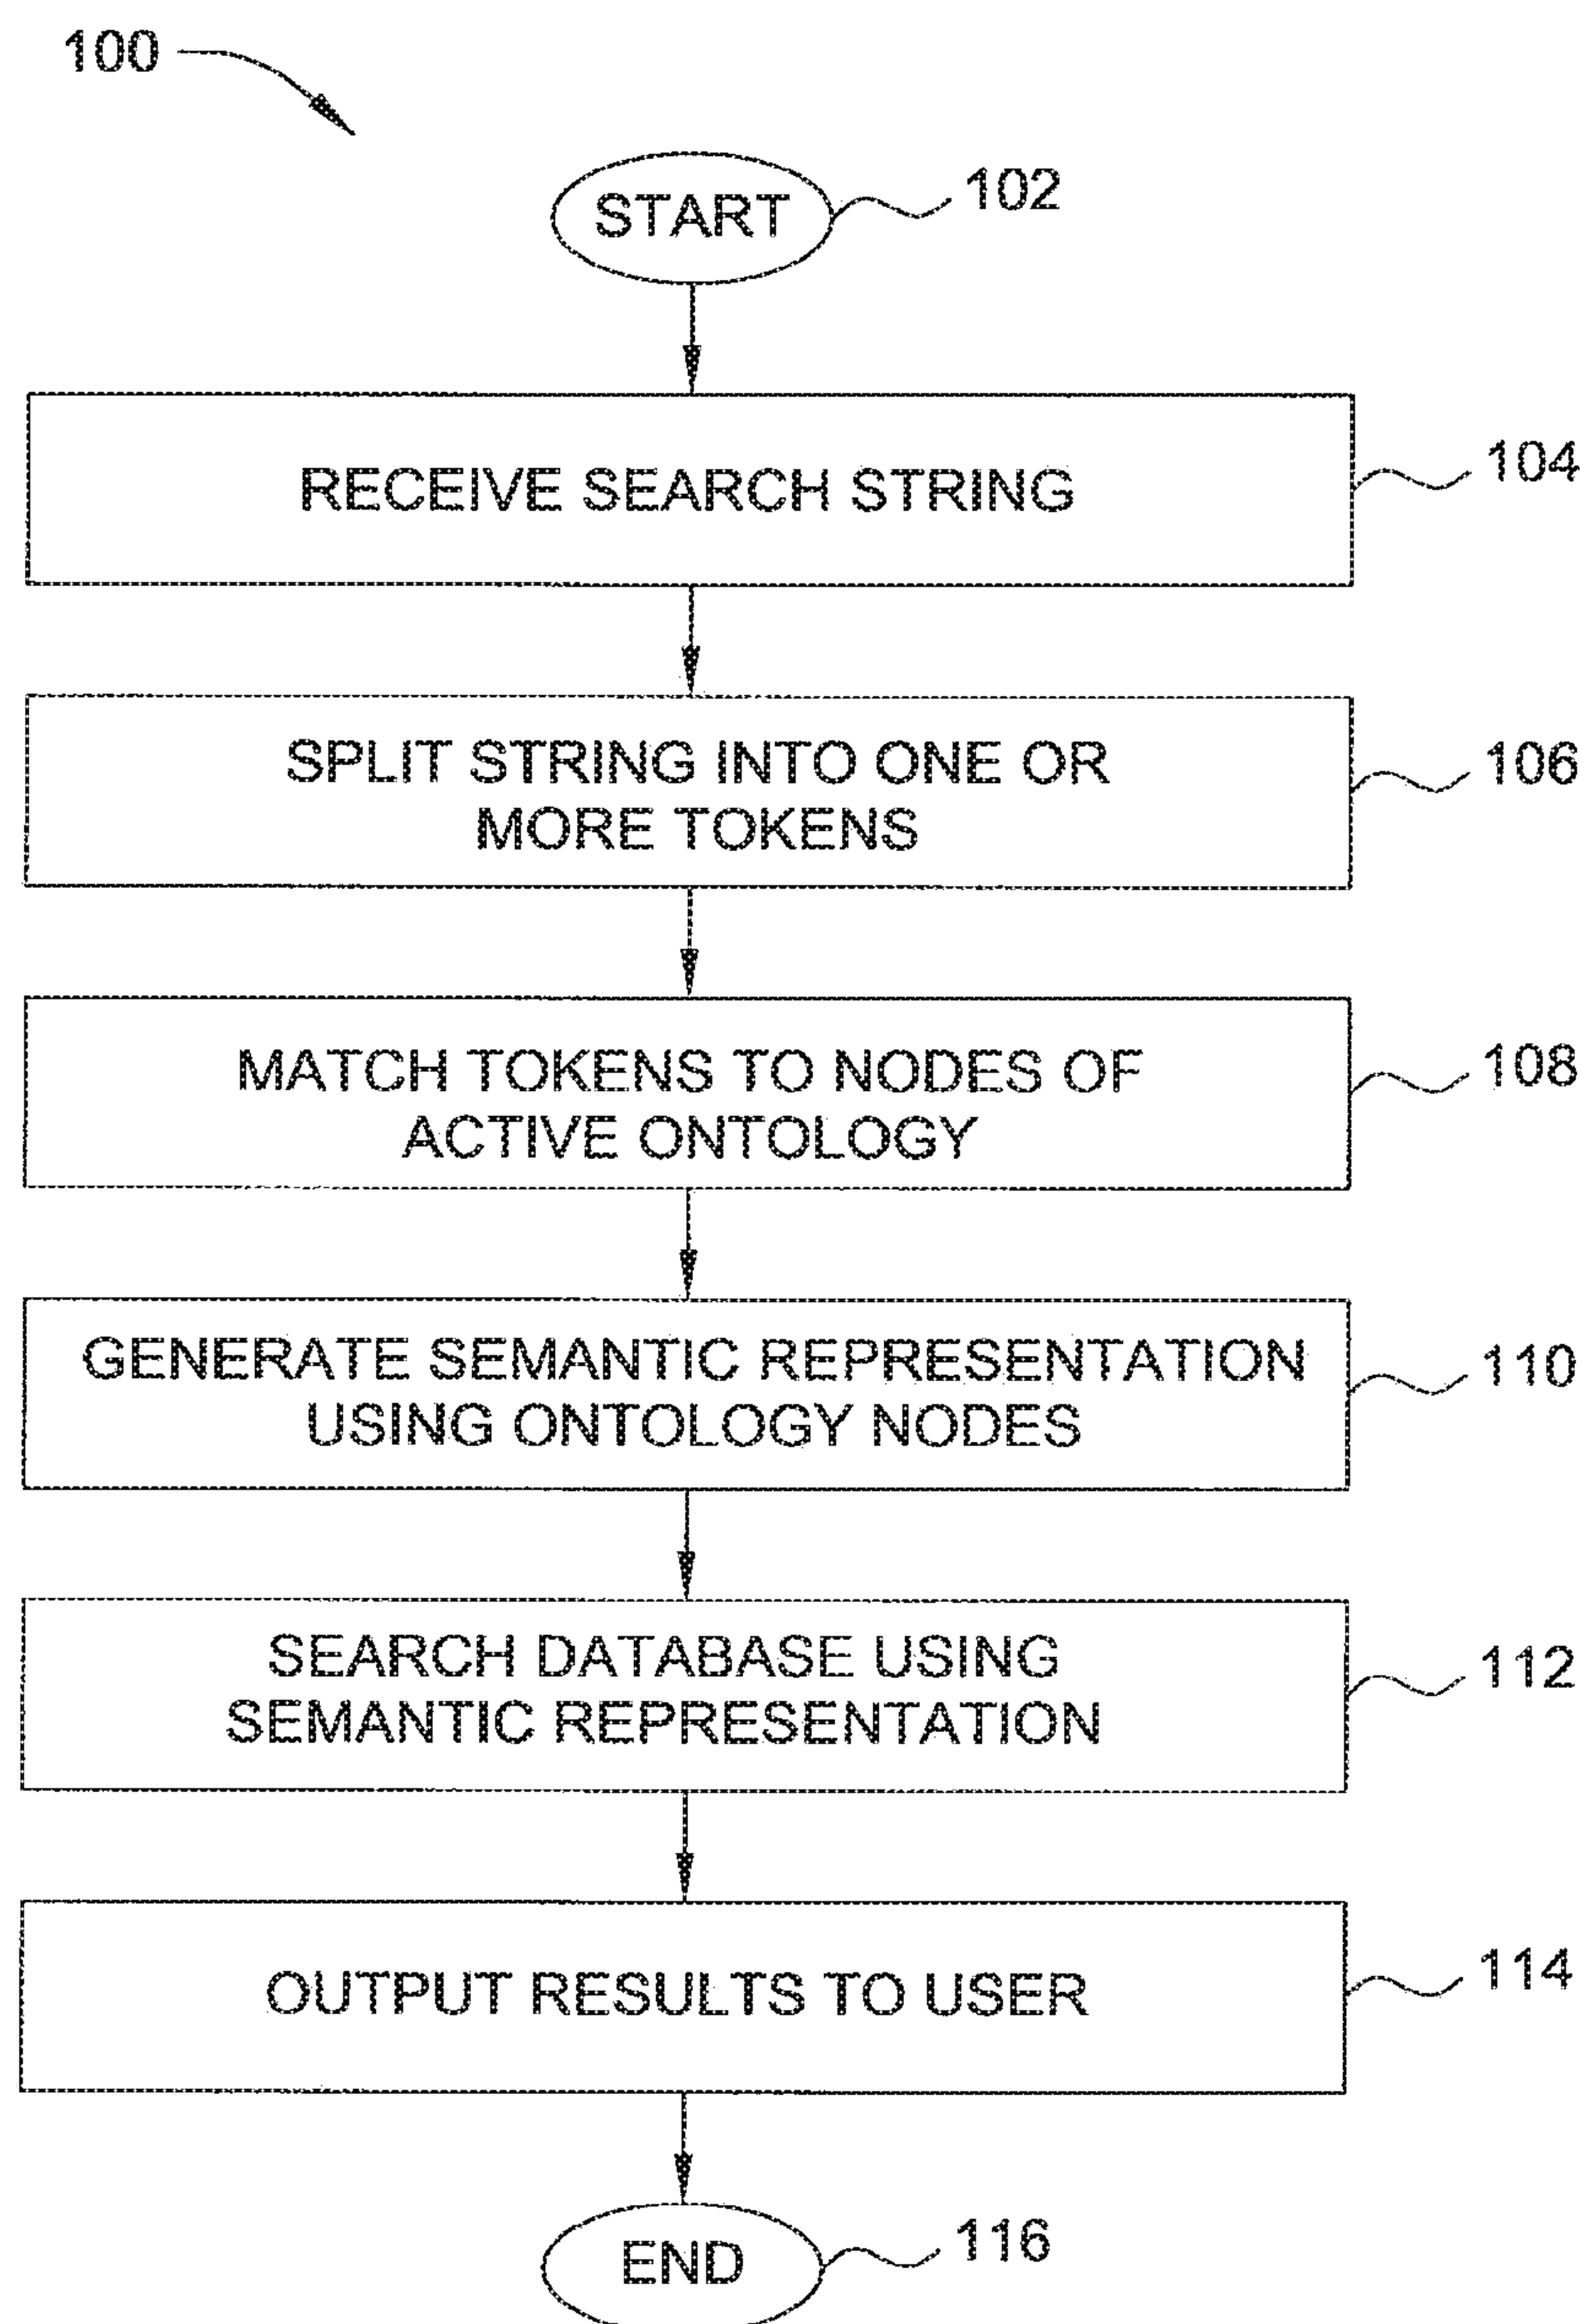 100
START
102
RECEIVE SEARCH STRING
104
SPLIT STRING INTO ONE OR
MORE TOKENS
106
MATCH TOKENS TO NODES OF
ACTIVE ONTOLOGY
108
GENERATE SEMANTIC REPRESENTATION
USING ONTOLOGY NODES
110
SEARCH DATABASE USING
SEMANTIC REPRESENTATION
112
OUTPUT RESULTS TO USER
114
END
116